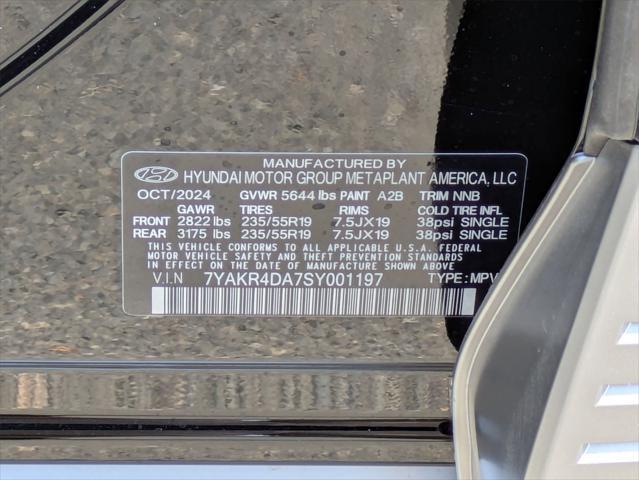 MANUFACTURED BY
HYUNDAI MOTOR GROUP METAPLANT AMERICA, LLC
OCT/2024 GVWR 5644 lbs PAINT A2B TRIM NNB
GAWR TIRES RIMS COLD TIRE INFL
FRONT 2822 lbs 235/55R19 7.5JX19 38psi SINGLE
REAR 3175 lbs 235/55R19 7.5JX19 38psi SINGLE
THIS VEHICLE CONFORMS TO ALL APPLICABLE U.S.A. FEDERAL
MOTOR VEHICLE SAFETY AND THEFT PREVENTION STANDARDS
IN EFFECT ON THE DATE OF MANUFACTURE SHOWN ABOVE.
V.I.N 7YAKR4DA7SY001197 TYPE: MPV